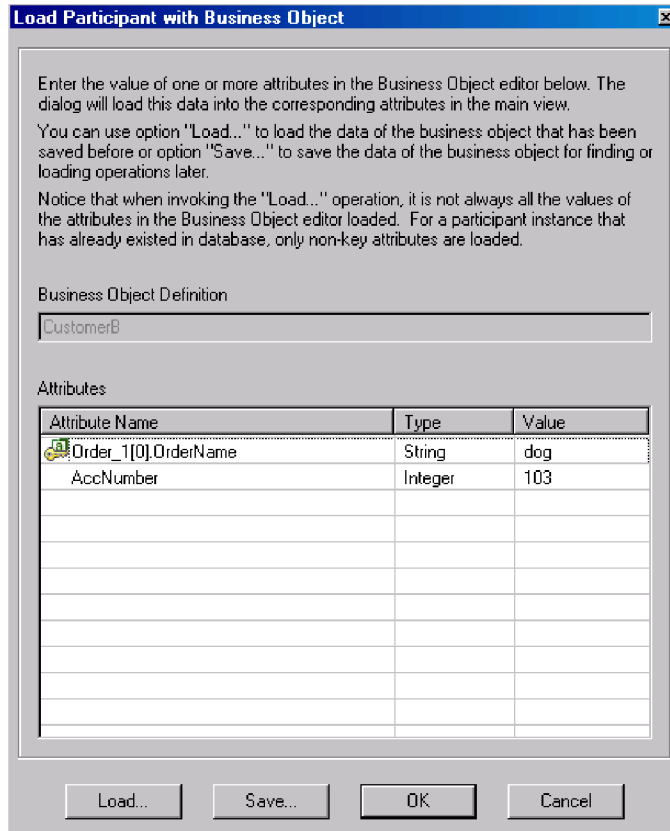 Load Participant with Business Object
Enter the value of one or more attributes in the Business Object editor below. The
dialog will load this data into the corresponding attributes in the main view.
You can use option "Load..." to load the data of the business object that has been
saved before or option "Save..." to save the data of the business object for finding or
loading operations later.
Notice that when invoking the "Load..." operation, it is not always all the values of
the attributes in the Business Object editor loaded. For a participant instance that
has already existed in database, only non-key attributes are loaded.
Business Object Definition
CustomerB
Attributes
Attribute Name Type Value
Order_1[0].OrderName String dog
AccNumber Integer 103
Load... Save... OK Cancel